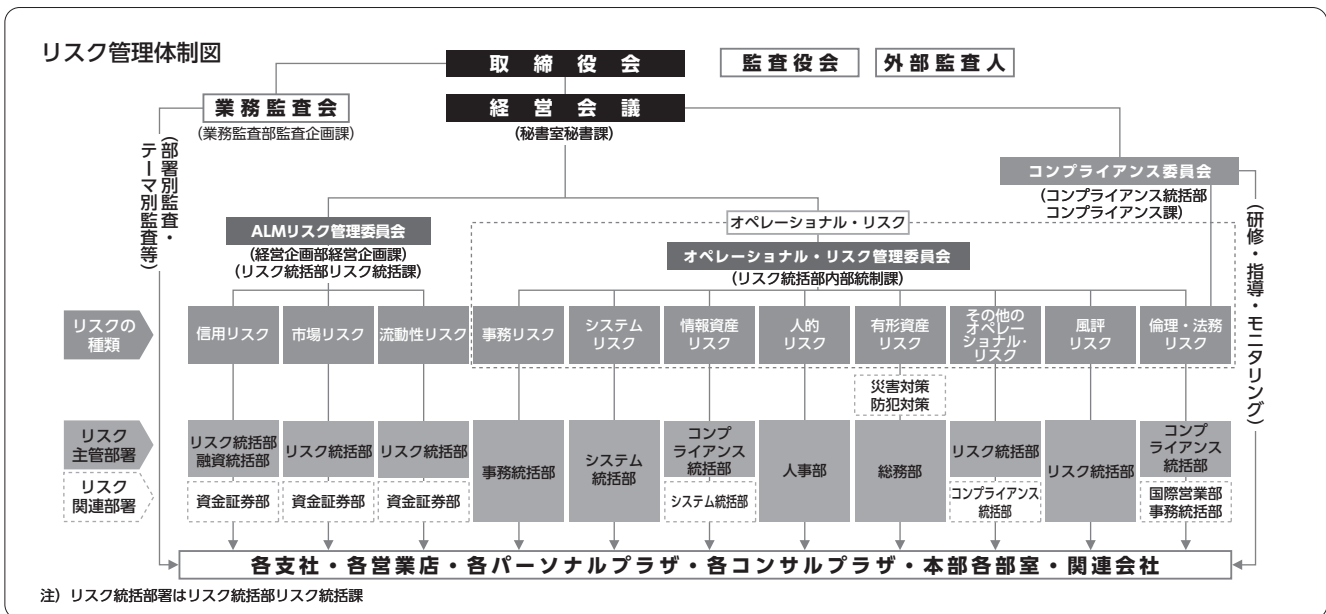 リスク管理体制図
取締役会
監査役会
外部監査人
業務監査会
(業務監査部監査企画課)
経営会議
(秘書室秘書課)
(部署別監査・
テーマ別監査等)
コンプライアンス委員会
(コンプライアンス統括部
コンプライアンス課)
(研修・指導・モニタリング)
オペレーショナル・リスク
ALMリスク管理委員会
(経営企画部経営企画課)
(リスク統括部リスク統括課)
オペレーショナル・リスク管理委員会
(リスク統括部内部統制課)
リスクの
種類
信用リスク
市場リスク
流動性リスク
事務リスク
システム
リスク
情報資産
リスク
人的
リスク
有形資産
リスク
その他の
オペレー
ショナル・
リスク
風評
リスク
倫理・法務
リスク
災害対策
防犯対策
リスク
主管部署
リスク統括部
融資統括部
リスク統括部
リスク統括部
事務統括部
システム
統括部
コンプ
ライアンス
統括部
人事部
総務部
リスク統括部
リスク統括部
コンプ
ライアンス
統括部
リスク
関連部署
資金証券部
資金証券部
資金証券部
システム統括部
コンプライアンス
統括部
国際営業部
事務統括部
各支社・各営業店・各パーソナルプラザ・各コンサルプラザ・本部各部室・関連会社
注）リスク統括部署はリスク統括部リスク統括課